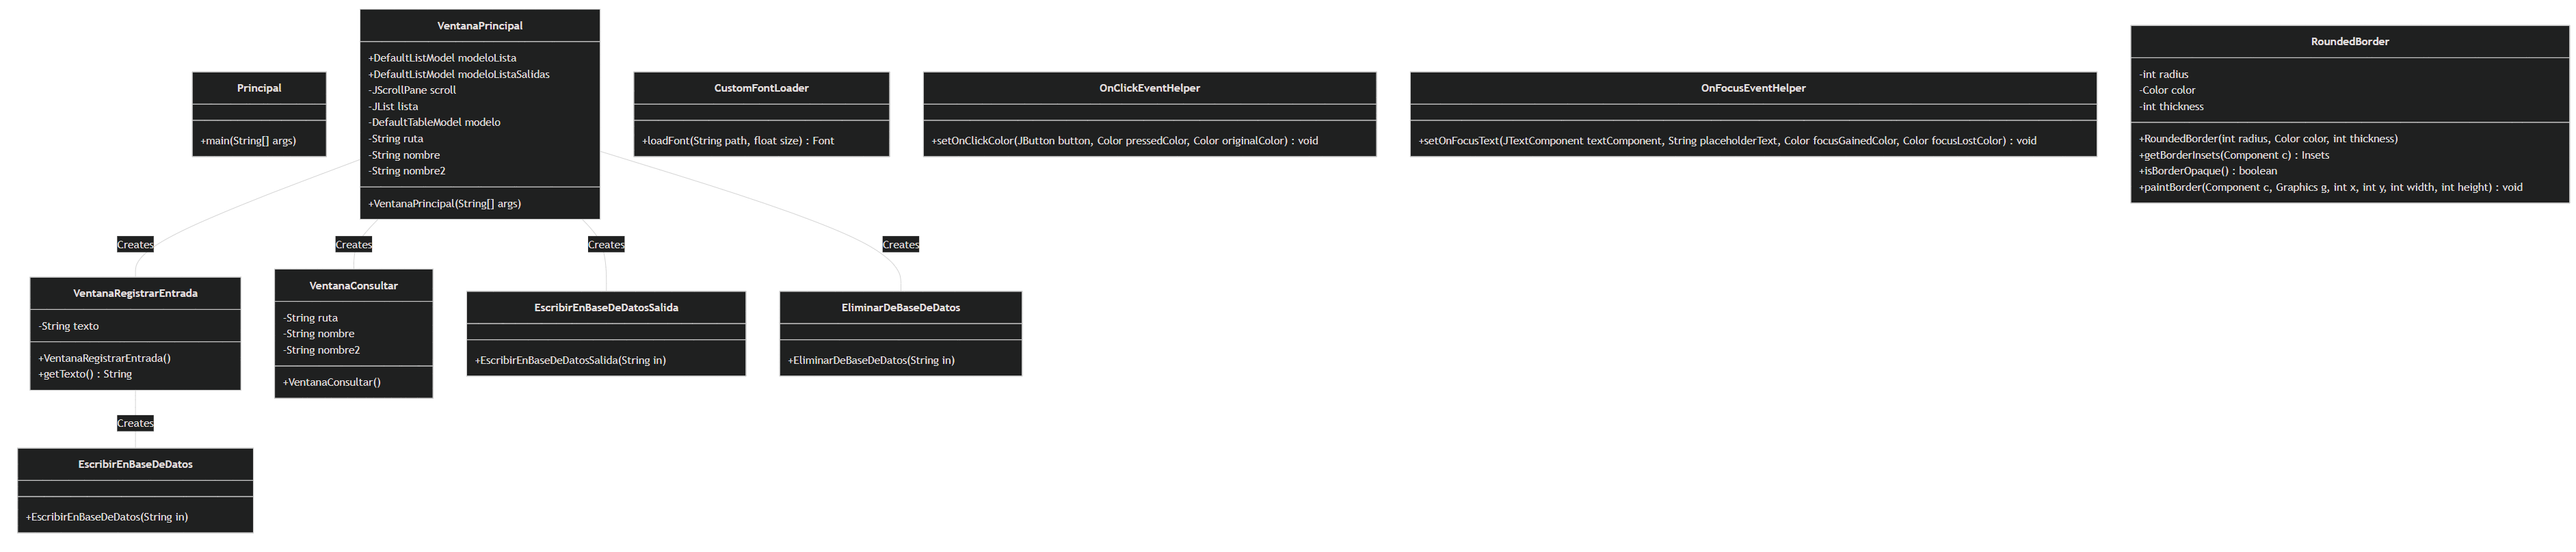 VentanaPrincipal
+DefaultListModel modeloLista
+DefaultListModel modeloListaSalidas
-JScrollPane scroll
-JList lista
-DefaultTableModel modelo
-String ruta
-String nombre
-String nombre2
+VentanaPrincipal(String[] args)
Principal
+main(String[] args)
CustomFontLoader
+loadFont(String path, float size) : Font
OnClickEventHelper
+setOnClickColor(JButton button, Color pressedColor, Color originalColor) : void
OnFocusEventHelper
+setOnFocusText(JTextComponent textComponent, String placeholderText, Color focusGainedColor, Color focusLostColor) : void
RoundedBorder
-int radius
-Color color
-int thickness
+RoundedBorder(int radius, Color color, int thickness)
+getBorderInsets(Component c) : Insets
+isBorderOpaque() : boolean
+paintBorder(Component c, Graphics g, int x, int y, int width, int height) : void
Creates
Creates
Creates
Creates
VentanaRegistrarEntrada
-String texto
+VentanaRegistrarEntrada()
+getTexto() : String
VentanaConsultar
-String ruta
-String nombre
-String nombre2
+VentanaConsultar()
EscribirEnBaseDeDatosSalida
+EscribirEnBaseDeDatosSalida(String in)
EliminarDeBaseDeDatos
+EliminarDeBaseDeDatos(String in)
Creates
EscribirEnBaseDeDatos
+EscribirEnBaseDeDatos(String in)